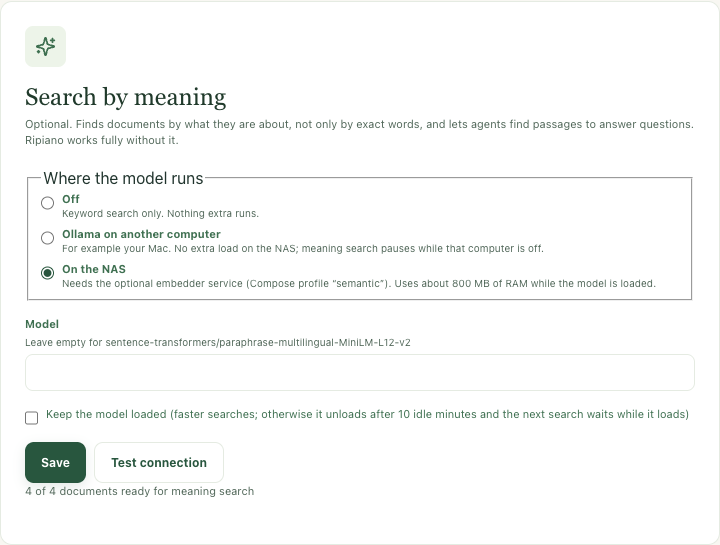 Search by meaning
Optional. Finds documents by what they are about, not only by exact words, and lets agents find passages to answer questions.
Ripiano works fully without it.
Where the model runs
Off
Keyword search only. Nothing extra runs.
Ollama on another computer
For example your Mac. No extra load on the NAS; meaning search pauses while that computer is off.
On the NAS
Needs the optional embedder service (Compose profile “semantic”). Uses about 800 MB of RAM while the model is loaded.
Model
Leave empty for sentence-transformers/paraphrase-multilingual-MiniLM-L12-v2
Keep the model loaded (faster searches; otherwise it unloads after 10 idle minutes and the next search waits while it loads)
Save
Test connection
4 of 4 documents ready for meaning search